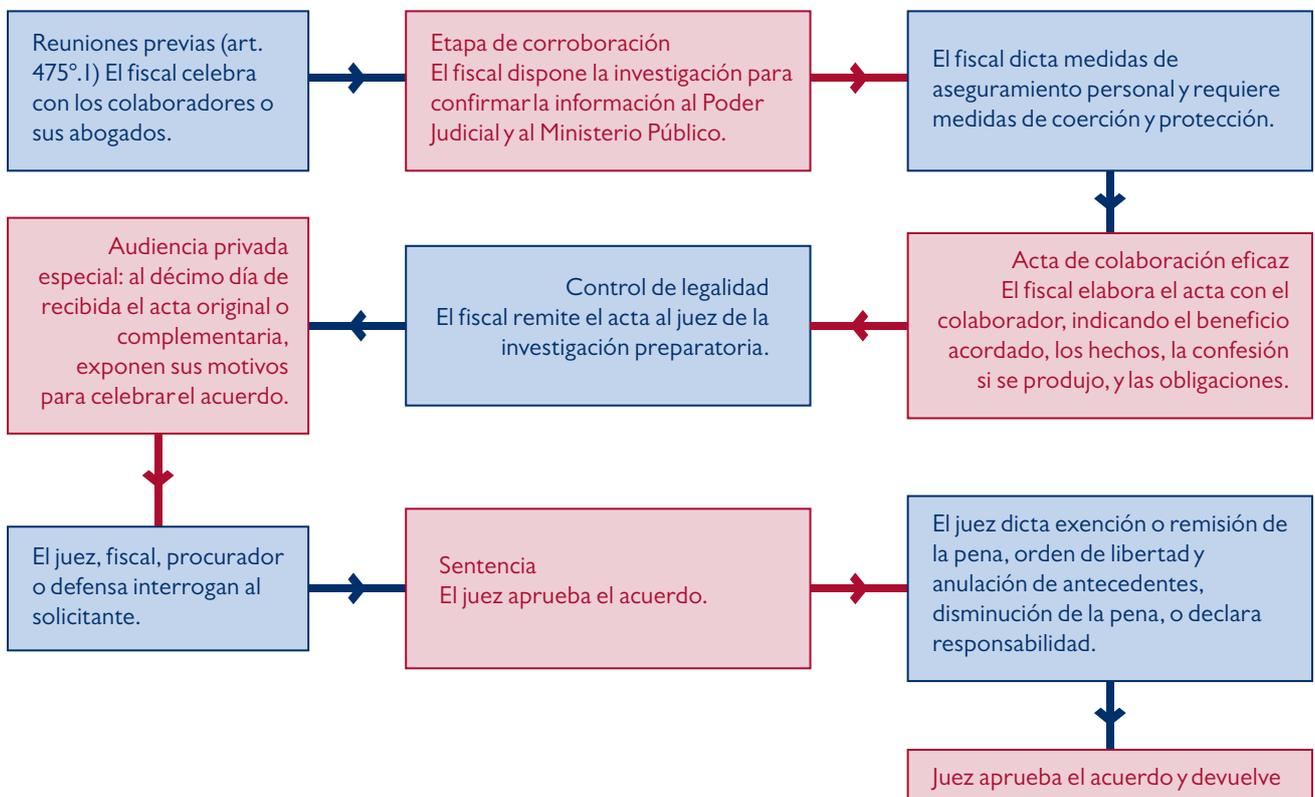 Reuniones previas (art.
475°.1) El fiscal celebra
con los colaboradores o
sus abogados.
Etapa de corroboración
El fiscal dispone la investigación para
confirmar la información al Poder
Judicial y al Ministerio Público.
El fiscal dicta medidas de
aseguramiento personal y requiere
medidas de coerción y protección.
Acta de colaboración eficaz
El fiscal elabora el acta con el
colaborador, indicando el beneficio
acordado, los hechos, la confesión
si se produjo, y las obligaciones.
Control de legalidad
El fiscal remite el acta al juez de la
investigación preparatoria.
Audiencia privada
especial: al décimo día de
recibida el acta original o
complementaria,
exponen sus motivos
para celebrar el acuerdo.
El juez, fiscal, procurador
o defensa interrogan al
solicitante.
Sentencia
El juez aprueba el acuerdo.
El juez dicta exención o remisión de
la pena, orden de libertad y
anulación de antecedentes,
disminución de la pena, o declara
responsabilidad.
Juez aprueba el acuerdo y devuelve